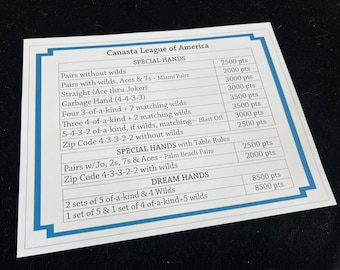 Canasta League of America
SPECIAL HANDS
Pairs without wilds 2500 pts
Pairs with wilds, Aces & 7s - Miami Pairs 2000 pts
Straight (Ace thru Joker) 3000 pts
Garbage Hand (4-4-3-3) 3000 pts
Four 3-of-a-kind + 2 matching wilds 3500 pts
Three 4-of-a-kind + 2 matching wilds 3500 pts
5-4-3-2 of-a-kind, if wilds, matching - Blast Off 3000 pts
Zip Code 4-3-3-2-2 without wilds 2500 pts
SPECIAL HANDS with Table Rules
Pairs w/Jo, 2s, 7s & Aces - Palm Beach Pairs 2500 pts
Zip Code 4-3-3-2-2 with wilds 2000 pts
DREAM HANDS
2 sets of 5 of-a-kind & 4 Wilds 8500 pts
1 set of 5 & 1 set of 4 of-a-kind+5 wilds 8500 pts